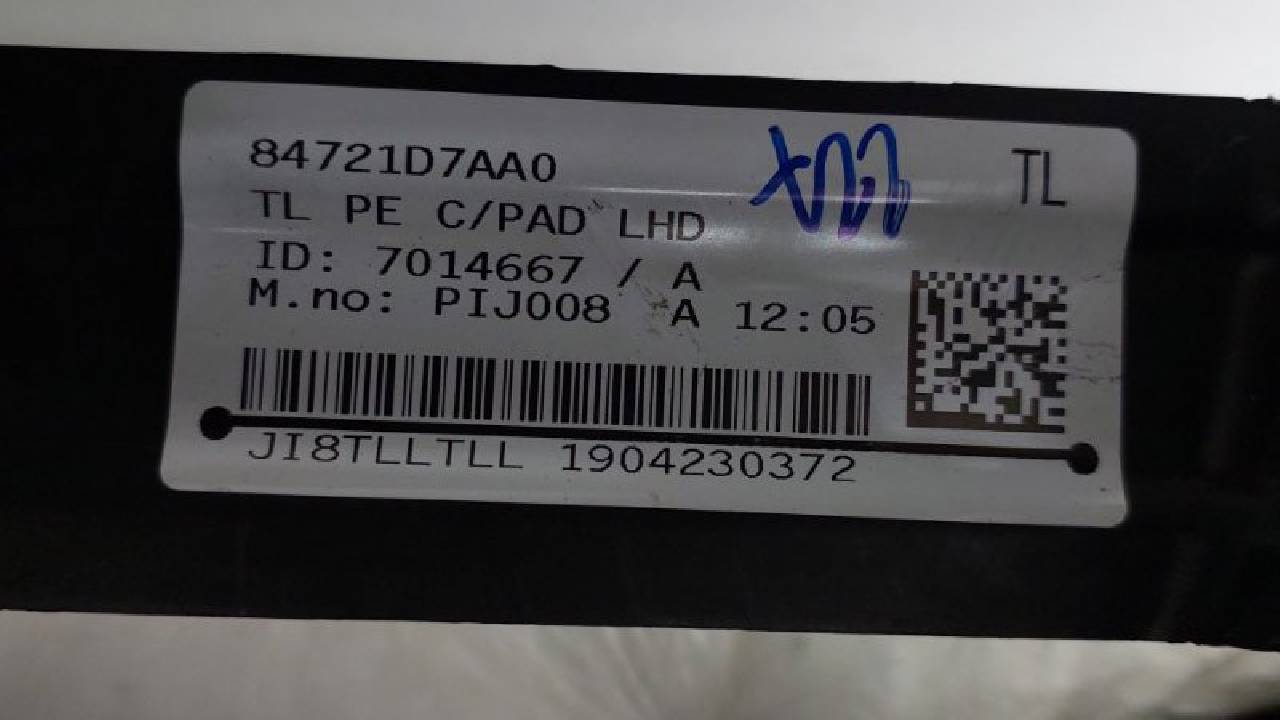 84721D7AA0
TL
TL PE C/PAD LHD
ID: 7014667 / A
M.no: PIJ008 A 12:05
JI8TLLTLL 1904230372